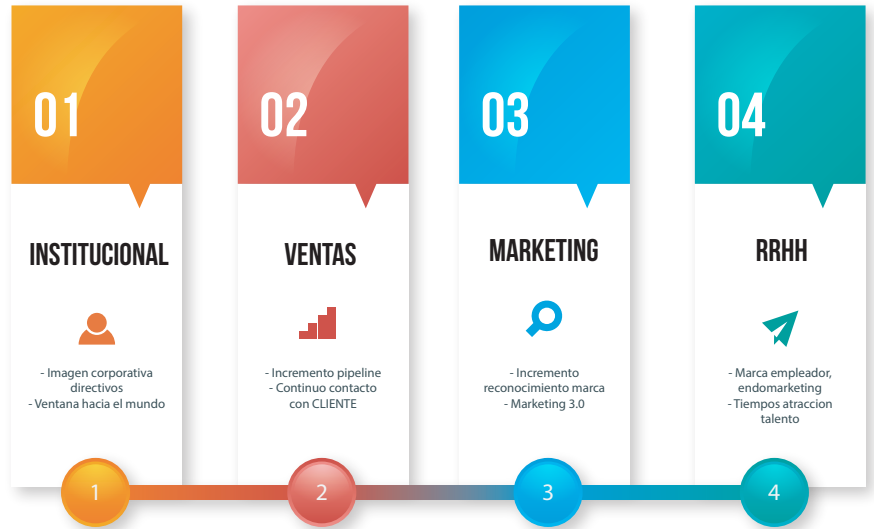 01
INSTITUCIONAL
- Imagen corporativa
directivos
- Ventana hacia el mundo
1
02
VENTAS
- Incremento pipeline
- Continuo contacto
con CLIENTE
2
03
MARKETING
- Incremento
reconocimiento marca
- Marketing 3.0
3
04
RRHH
- Marca empleador,
endomarketing
- Tiempos atraccion
talento
4